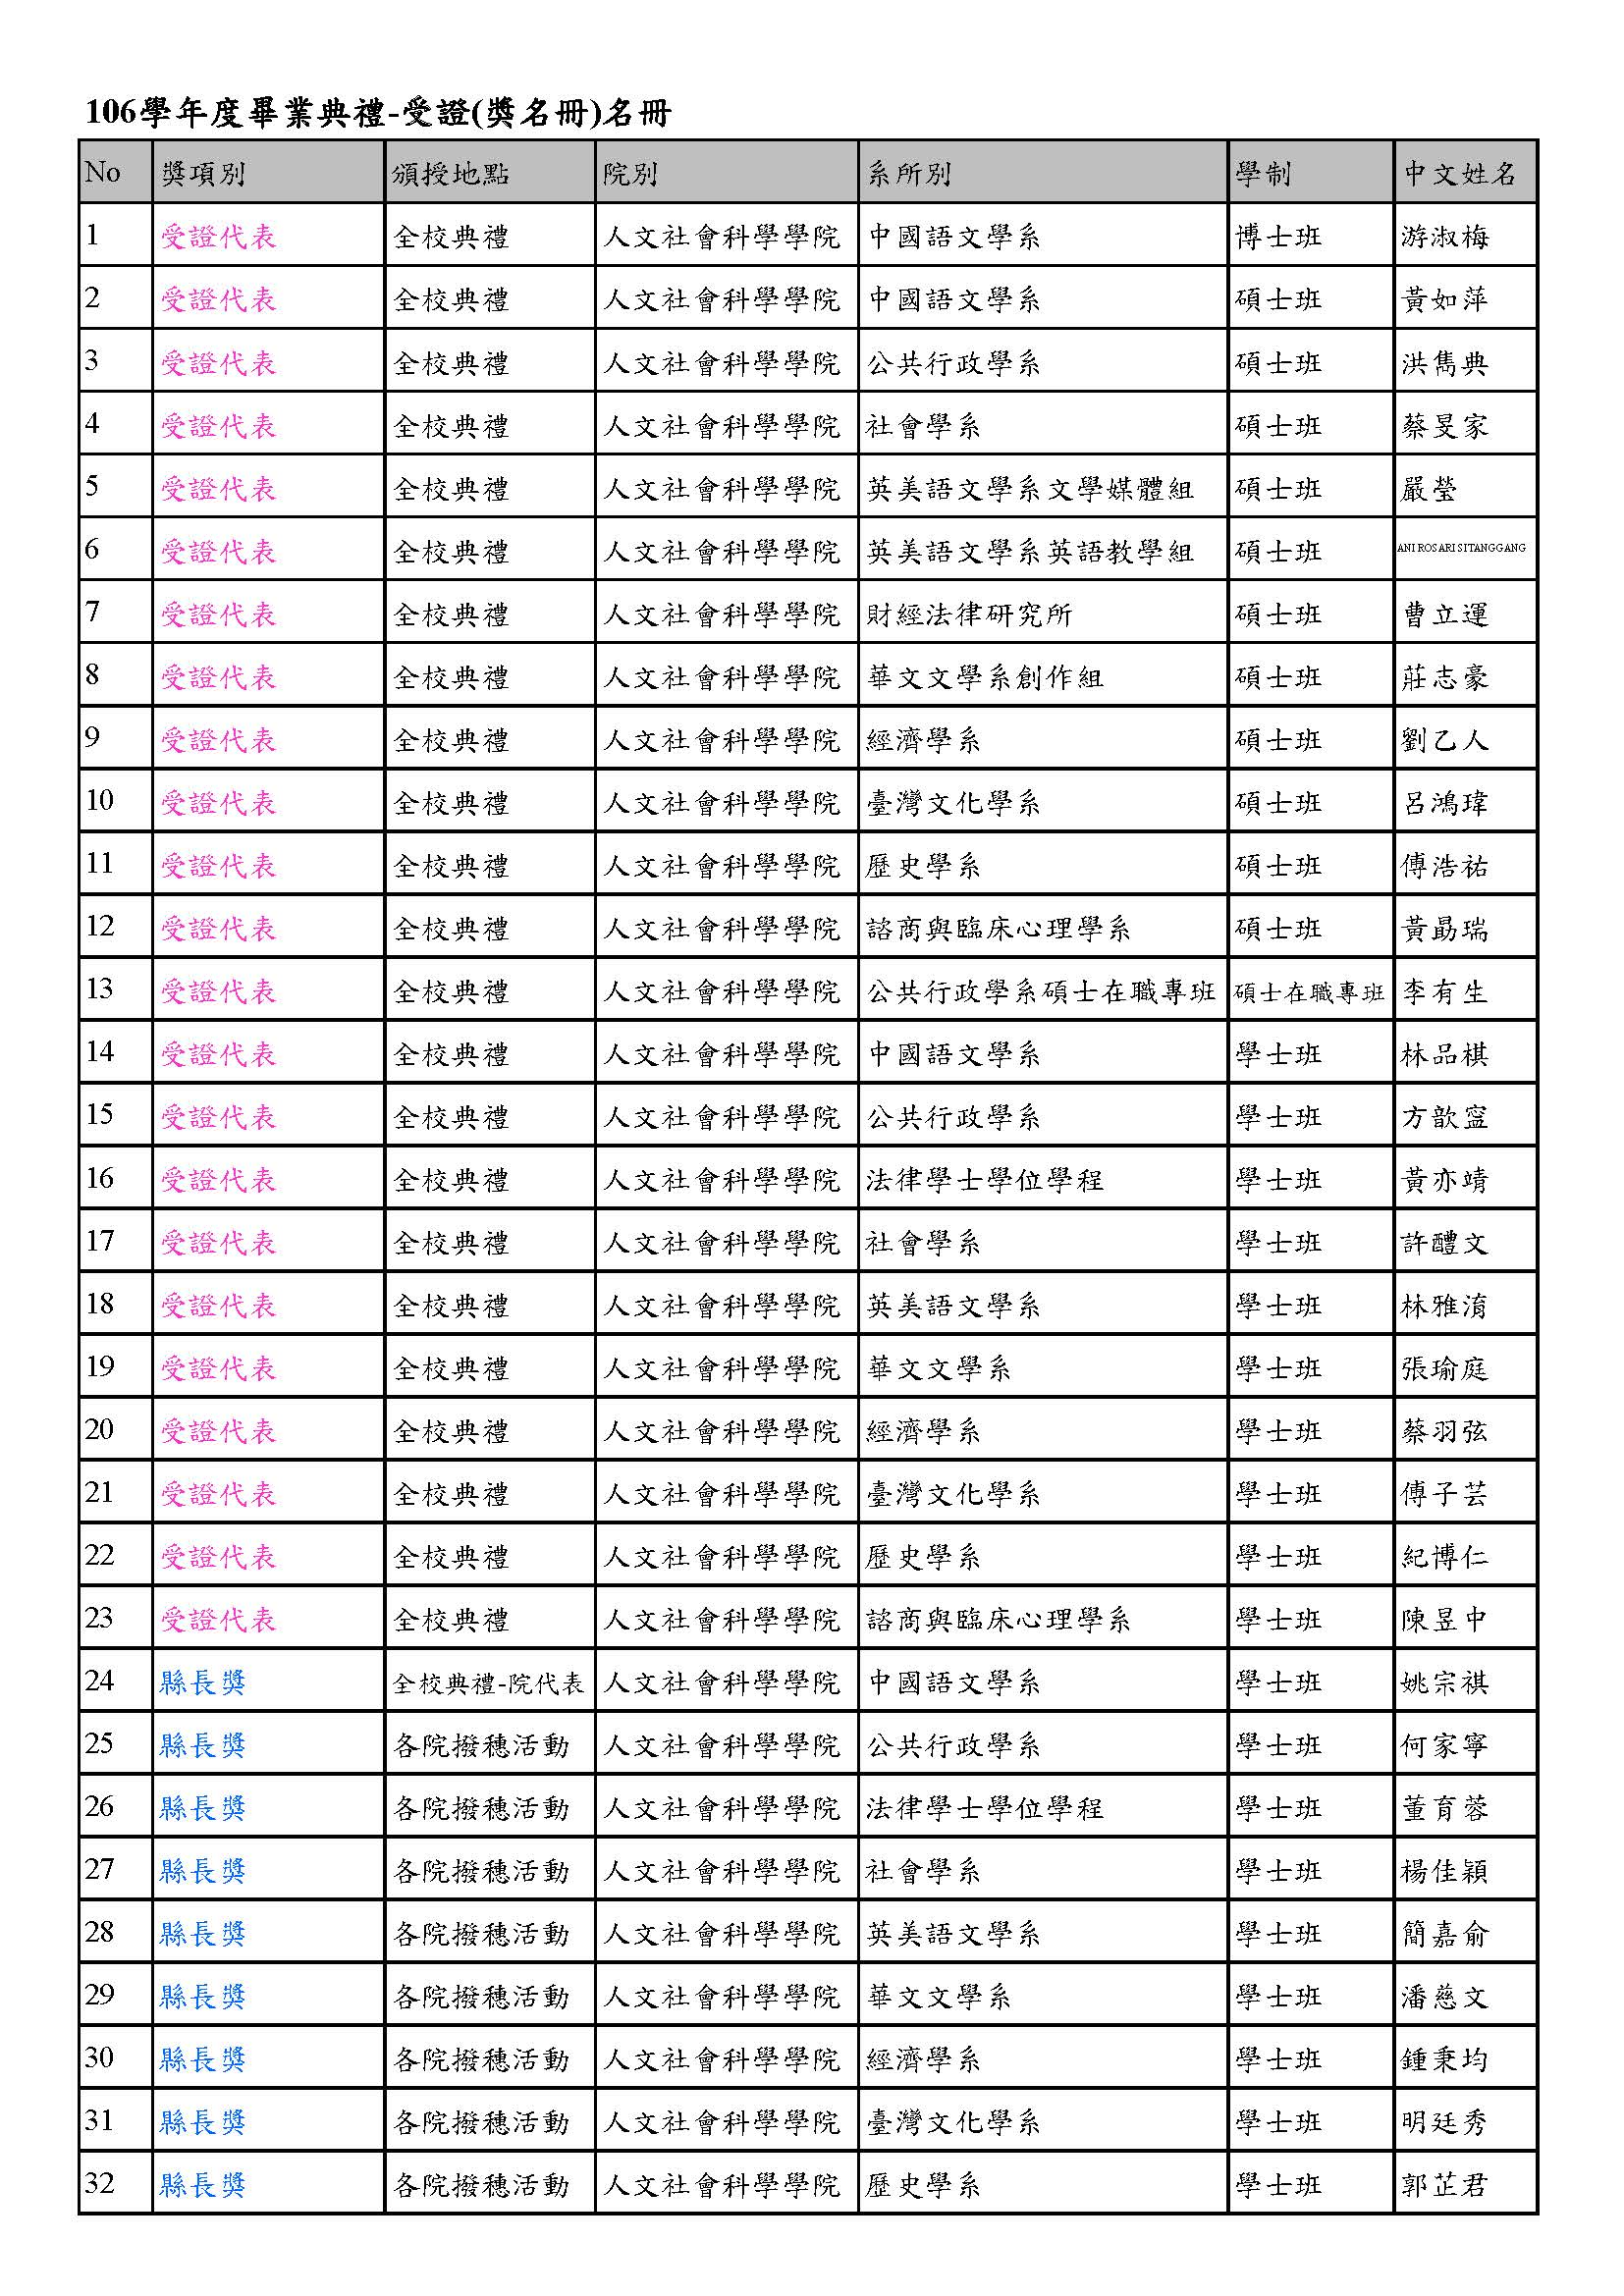 106學年度畢業典禮-受證(獎名冊)名冊
No 獎項別 頒授地點 院別 系所別 學制 中文姓名
1 受證代表 全校典禮 人文社會科學學院 中國語文學系 博士班 游淑梅
2 受證代表 全校典禮 人文社會科學學院 中國語文學系 碩士班 黃如萍
3 受證代表 全校典禮 人文社會科學學院 公共行政學系 碩士班 洪雋典
4 受證代表 全校典禮 人文社會科學學院 社會學系 碩士班 蔡旻家
5 受證代表 全校典禮 人文社會科學學院 英美語文學系文學媒體組 碩士班 嚴瑩
6 受證代表 全校典禮 人文社會科學學院 英美語文學系英語教學組 碩士班 ANI ROSARI SITANGGANG
7 受證代表 全校典禮 人文社會科學學院 財經法律研究所 碩士班 曹立運
8 受證代表 全校典禮 人文社會科學學院 華文文學系創作組 碩士班 莊志豪
9 受證代表 全校典禮 人文社會科學學院 經濟學系 碩士班 劉乙人
10 受證代表 全校典禮 人文社會科學學院 臺灣文化學系 碩士班 呂鴻瑋
11 受證代表 全校典禮 人文社會科學學院 歷史學系 碩士班 傅浩祐
12 受證代表 全校典禮 人文社會科學學院 諮商與臨床心理學系 碩士班 黃勗瑞
13 受證代表 全校典禮 人文社會科學學院 公共行政學系碩士在職專班 碩士在職專班 李有生
14 受證代表 全校典禮 人文社會科學學院 中國語文學系 學士班 林品棋
15 受證代表 全校典禮 人文社會科學學院 公共行政學系 學士班 方歆寍
16 受證代表 全校典禮 人文社會科學學院 法律學士學位學程 學士班 黃亦靖
17 受證代表 全校典禮 人文社會科學學院 社會學系 學士班 許醴文
18 受證代表 全校典禮 人文社會科學學院 英美語文學系 學士班 林雅淯
19 受證代表 全校典禮 人文社會科學學院 華文文學系 學士班 張瑜庭
20 受證代表 全校典禮 人文社會科學學院 經濟學系 學士班 蔡羽弦
21 受證代表 全校典禮 人文社會科學學院 臺灣文化學系 學士班 傅子芸
22 受證代表 全校典禮 人文社會科學學院 歷史學系 學士班 紀博仁
23 受證代表 全校典禮 人文社會科學學院 諮商與臨床心理學系 學士班 陳昱中
24 縣長獎 全校典禮-院代表 人文社會科學學院 中國語文學系 學士班 姚宗祺
25 縣長獎 各院撥穗活動 人文社會科學學院 公共行政學系 學士班 何家寧
26 縣長獎 各院撥穗活動 人文社會科學學院 法律學士學位學程 學士班 董育蓉
27 縣長獎 各院撥穗活動 人文社會科學學院 社會學系 學士班 楊佳穎
28 縣長獎 各院撥穗活動 人文社會科學學院 英美語文學系 學士班 簡嘉俞
29 縣長獎 各院撥穗活動 人文社會科學學院 華文文學系 學士班 潘慈文
30 縣長獎 各院撥穗活動 人文社會科學學院 經濟學系 學士班 鍾秉均
31 縣長獎 各院撥穗活動 人文社會科學學院 臺灣文化學系 學士班 明廷秀
32 縣長獎 各院撥穗活動 人文社會科學學院 歷史學系 學士班 郭芷君